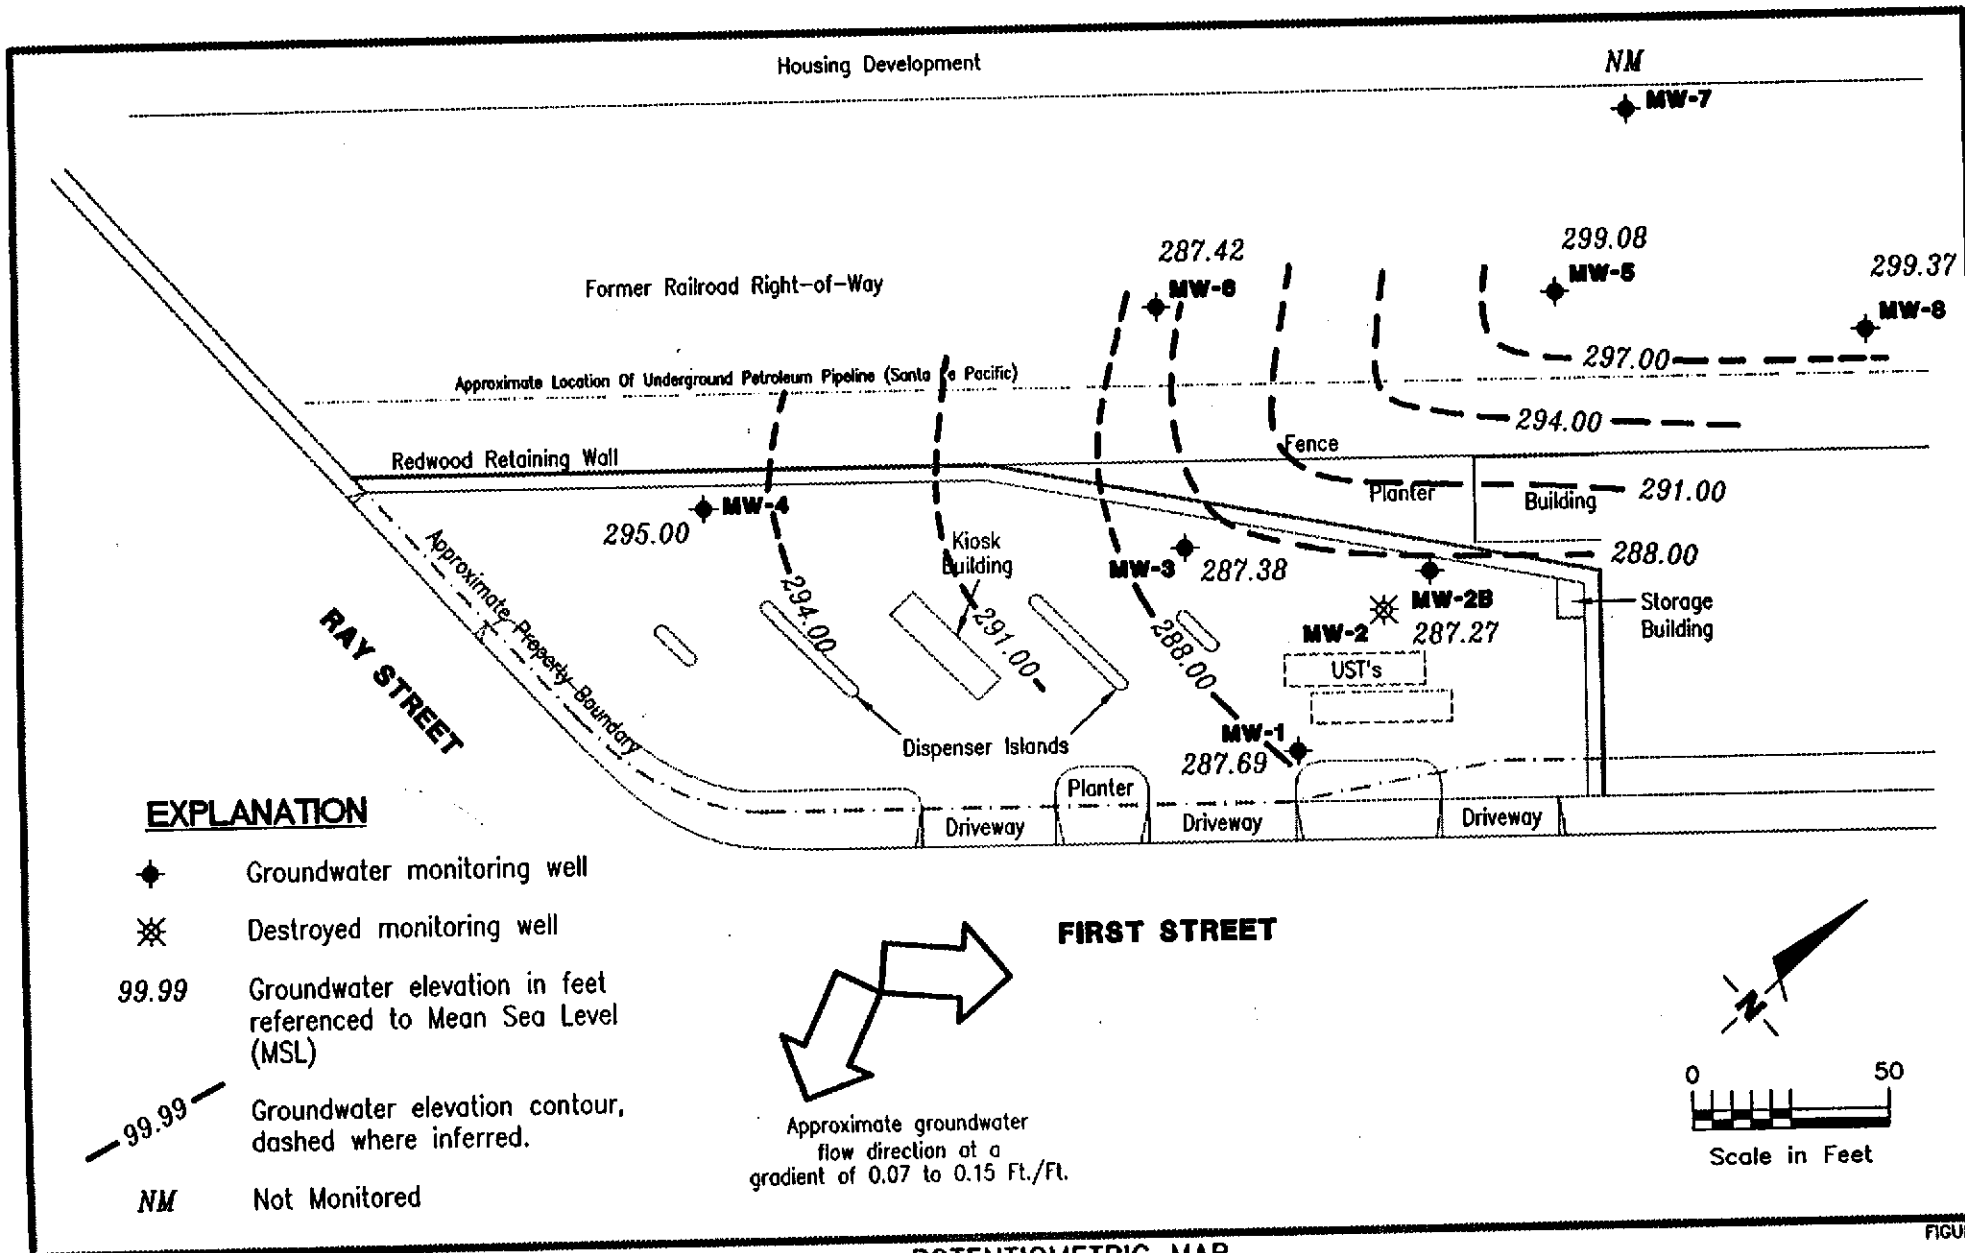 Housing Development
NM
MW-7
287.42
MW-6
299.08
MW-5
299.37
MW-8
Former Railroad Right-of-Way
297.00
Approximate Location Of Underground Petroleum Pipeline (Santa Fe Pacific)
294.00
Redwood Retaining Wall
Fence
Planter
Building
291.00
MW-4
295.00
Kiosk
Building
MW-3
287.38
288.00
MW-2B
287.27
MW-2
Storage
Building
UST's
Approximate Property Boundary
294.00
291.00
288.00
RAY STREET
Dispenser Islands
MW-1
287.69
Planter
Driveway
Driveway
Driveway
FIRST STREET
EXPLANATION
Groundwater monitoring well
Destroyed monitoring well
99.99
Groundwater elevation in feet
referenced to Mean Sea Level
(MSL)
99.99
Groundwater elevation contour,
dashed where inferred.
NM
Not Monitored
Approximate groundwater
flow direction at a
gradient of 0.07 to 0.15 Ft./Ft.
N
0 50
Scale in Feet
POTENTIOMETRIC MAP